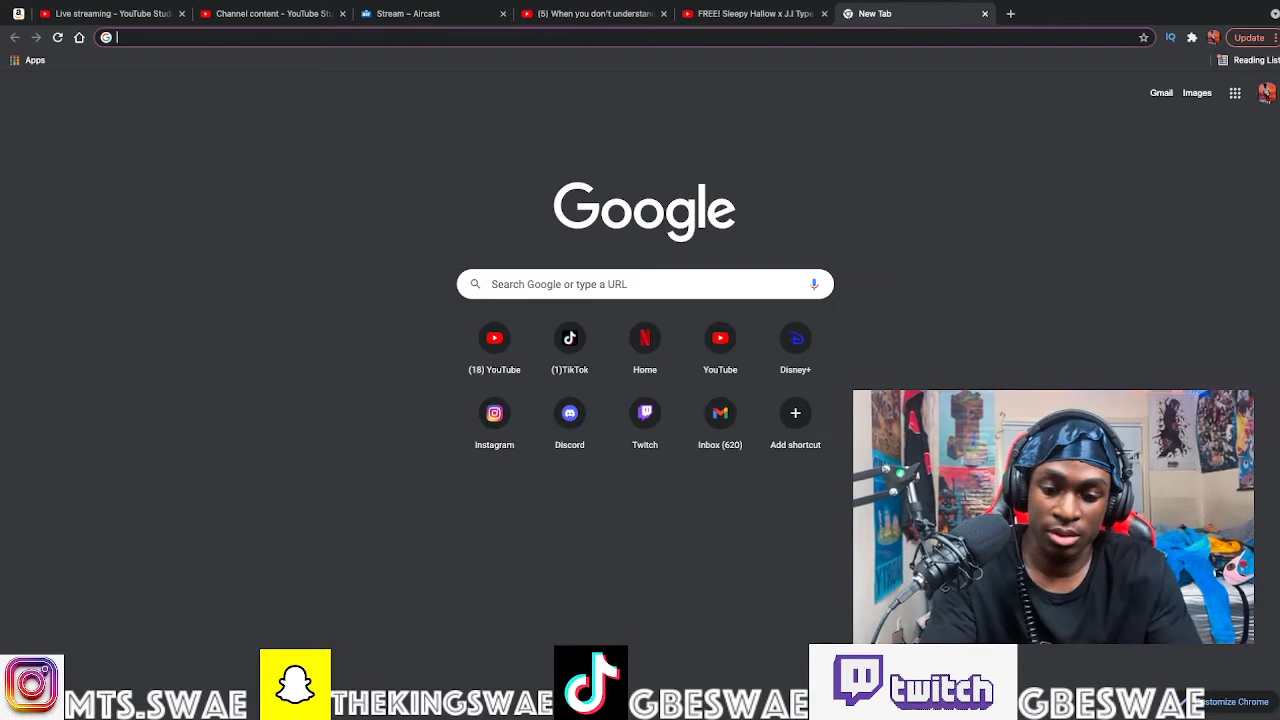 Live streaming - YouTube Stud
Channel content - YouTube Stu
Stream – Aircast
(5) When you don't understan
FREE! Sleepy Hallow x J.I Type
New Tab
Update
Apps
Reading List
Gmail
Images
Google
Search Google or type a URL
(18) YouTube
(1)TikTok
Home
YouTube
Disney+
Instagram
Discord
Twitch
Inbox (620)
Add shortcut
MTS.SWAE
THEKINGSWAE
GBESWAE
twitch
GBESWAE
ustomize Chrome